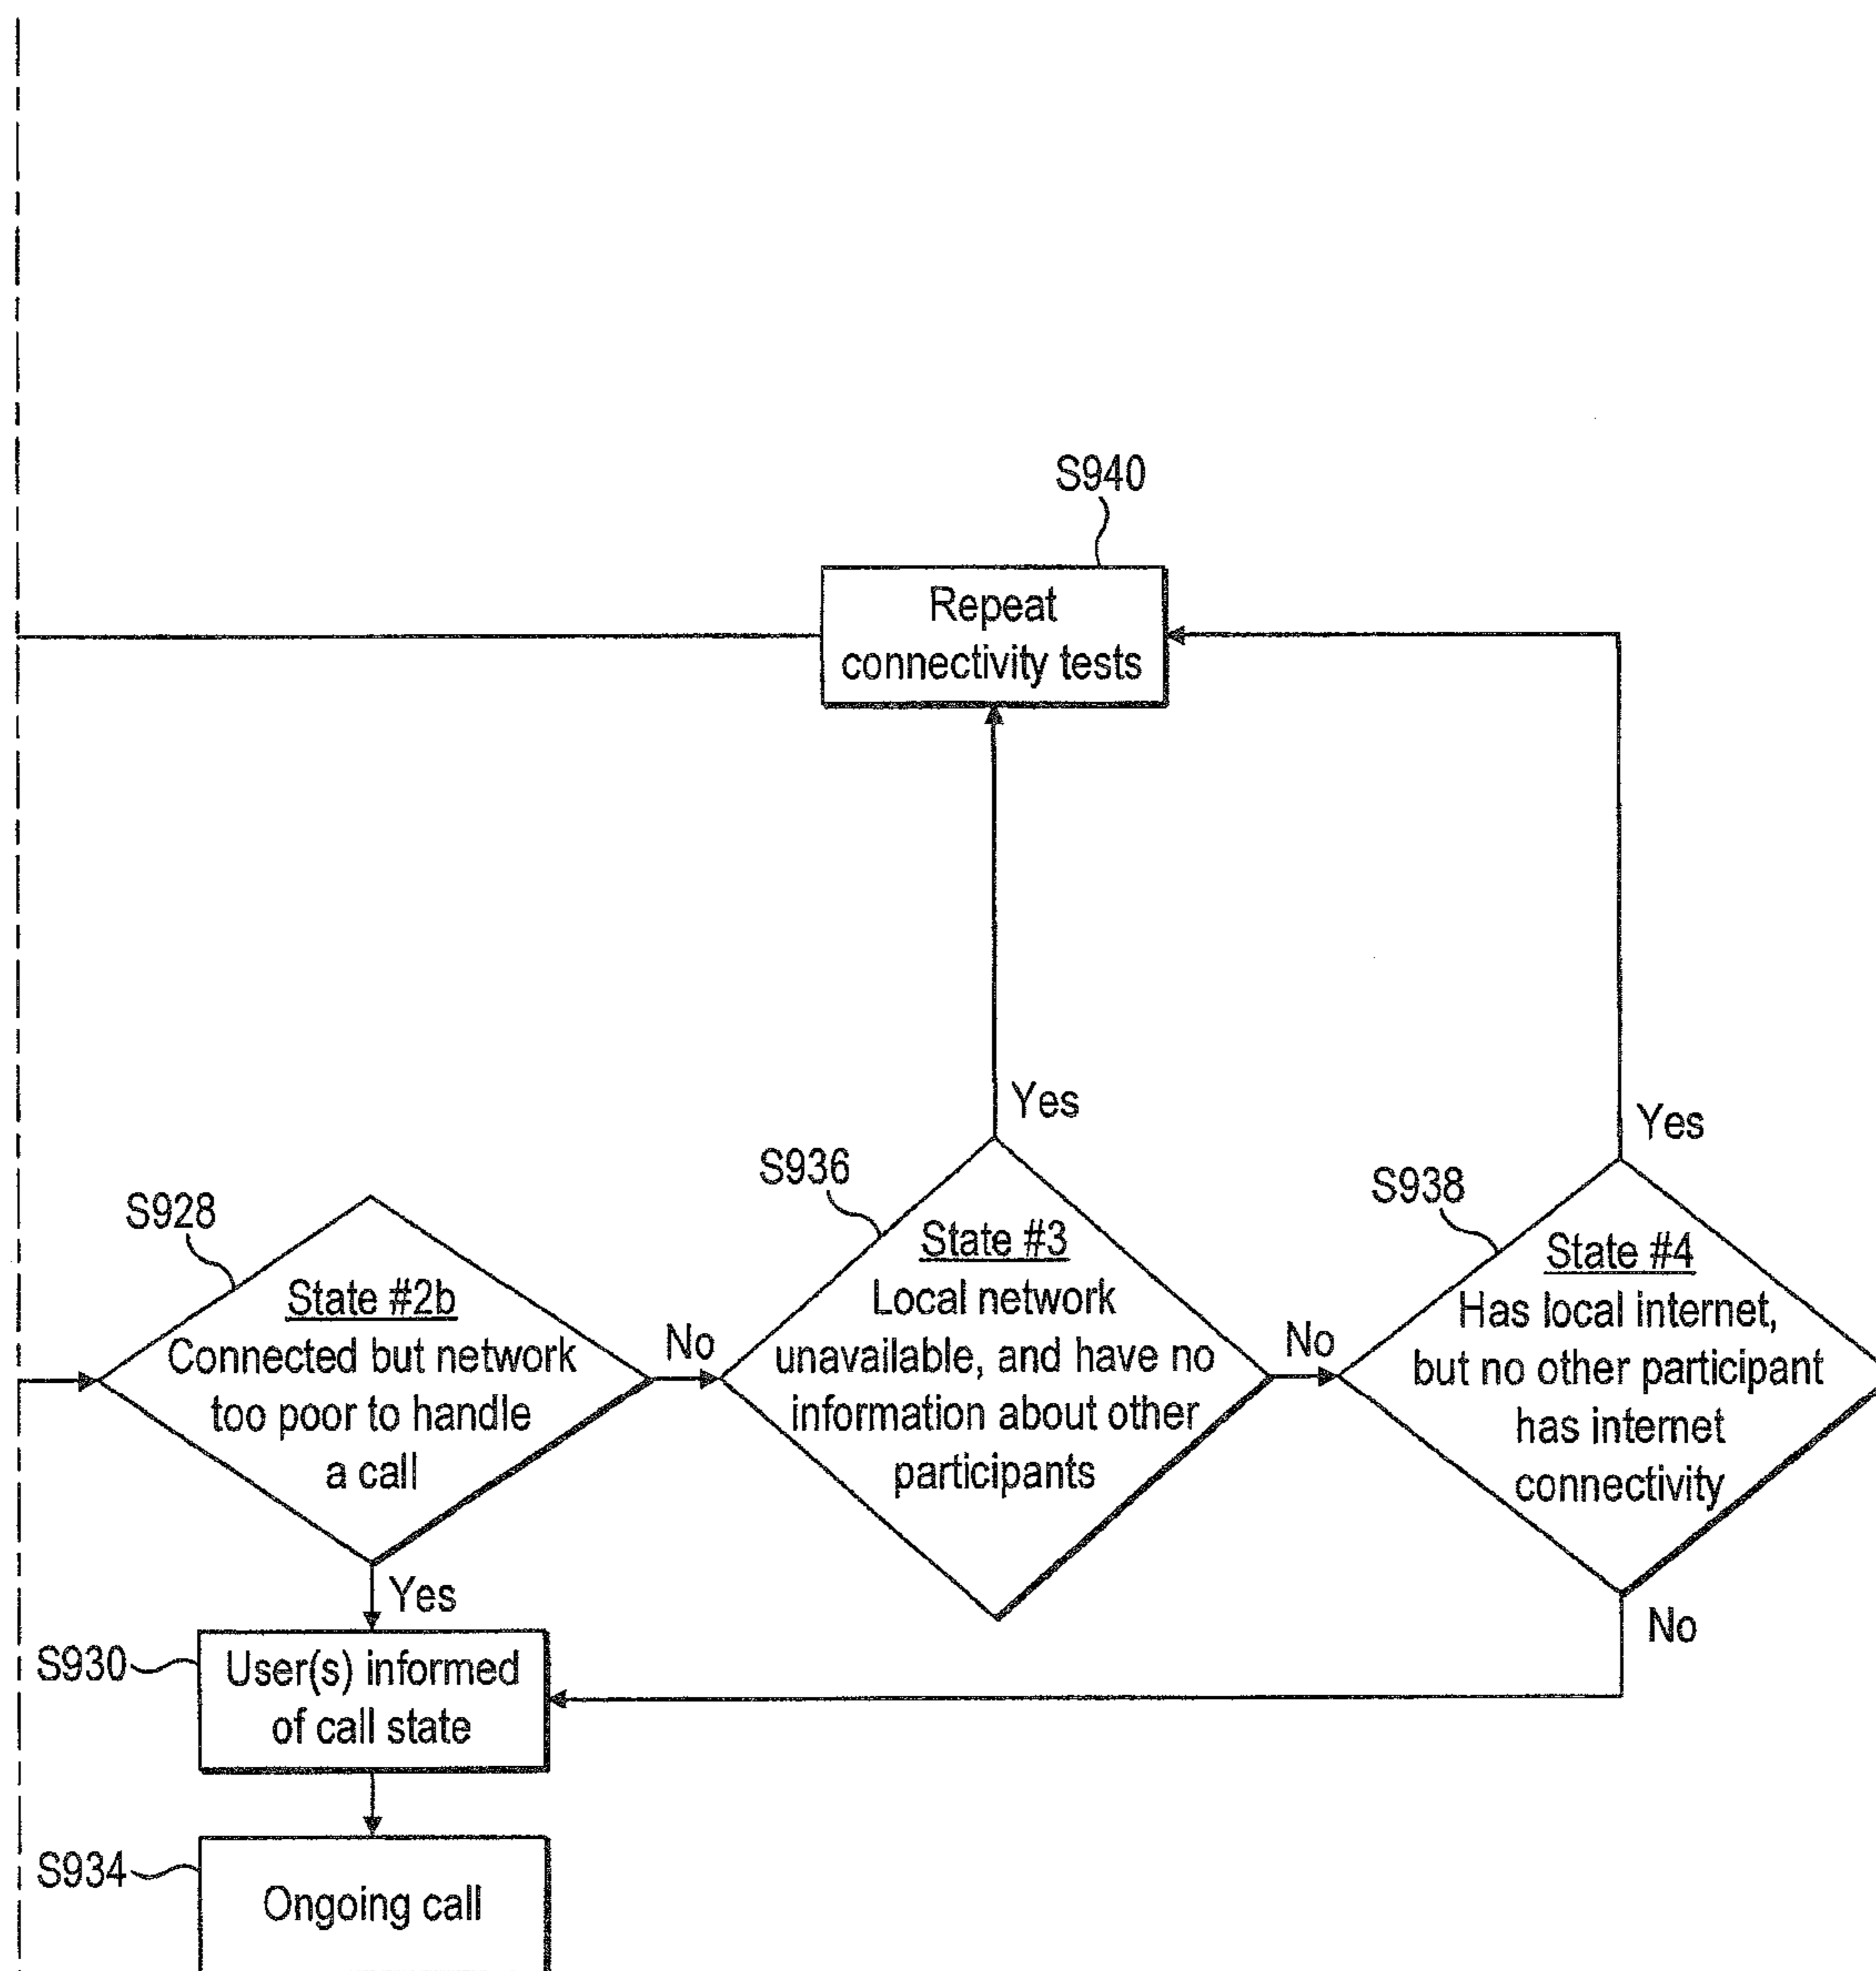 S940
Repeat
connectivity tests
Yes
Yes
S936
S938
S928
State #3
Local network
unavailable, and have no
information about other
participants
State #4
Has local internet,
but no other participant
has internet
connectivity
State #2b
Connected but network
too poor to handle
a call
No
No
Yes
No
S930
User(s) informed
of call state
S934
Ongoing call